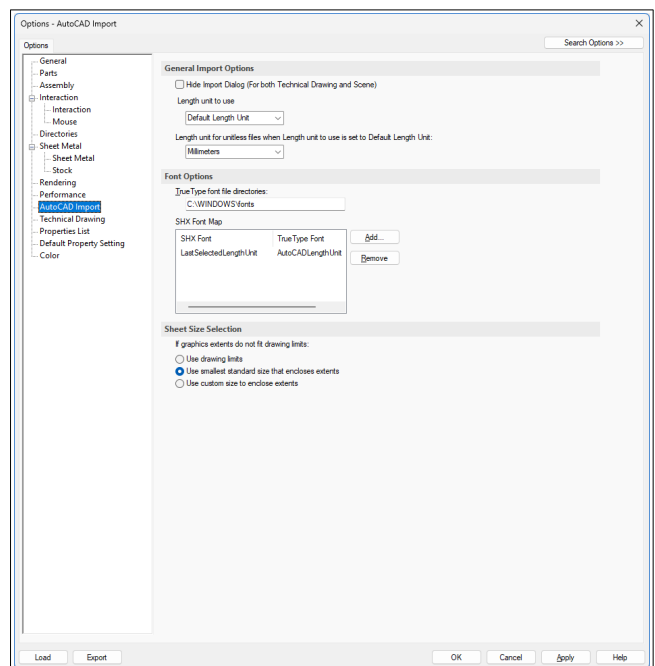 Options - AutoCAD Import
Options
Search Options >>
General
Parts
Assembly
Interaction
Interaction
Mouse
Directories
Sheet Metal
Sheet Metal
Stock
Rendering
Performance
AutoCAD Import
Technical Drawing
Properties List
Default Property Setting
Color
General Import Options
Hide Import Dialog (For both Technical Drawing and Scene)
Length unit to use
Default Length Unit
Length unit for unitless files when Length unit to use is set to Default Length Unit:
Millimeters
Font Options
TrueType font file directories:
C:\WINDOWS\fonts
SHX Font Map
SHX Font TrueType Font
LastSelectedLengthUnit AutoCADLengthUnit
Add...
Remove
Sheet Size Selection
If graphics extents do not fit drawing limits:
Use drawing limits
Use smallest standard size that encloses extents
Use custom size to enclose extents
Load Export OK Cancel Apply Help